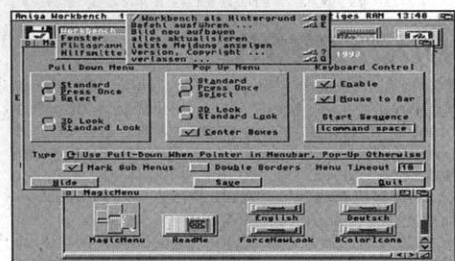 Amiga Workbench
iges RAM 13:48
Workbench
Fenster
Piktogramm
Hilfsmitte
Workbench als Hintergrund B
Befehl ausführen ... E
Bild neu aufbauen
alles aktualisieren
letzte Meldung anzeigen
Version, Copyright ... ?
verlassen ... Q
Pull Down Menu
Standard
Press Once
Select
3D Look
Standard Look
Pop Up Menu
Standard
Press Once
Select
3D Look
Standard Look
Center Boxes
Keyboard Control
Enable
Mouse to Bar
Start Sequence
lcommand space
Type Use Pull-Down When Pointer in Menubar, Pop-Up Otherwise
Mark Sub Menus Double Borders Menu Timeout
Hide Save Quit
MagicMenu
English Deutsch
MagicMenu ReadMe ForceNewLook 8ColorIcons